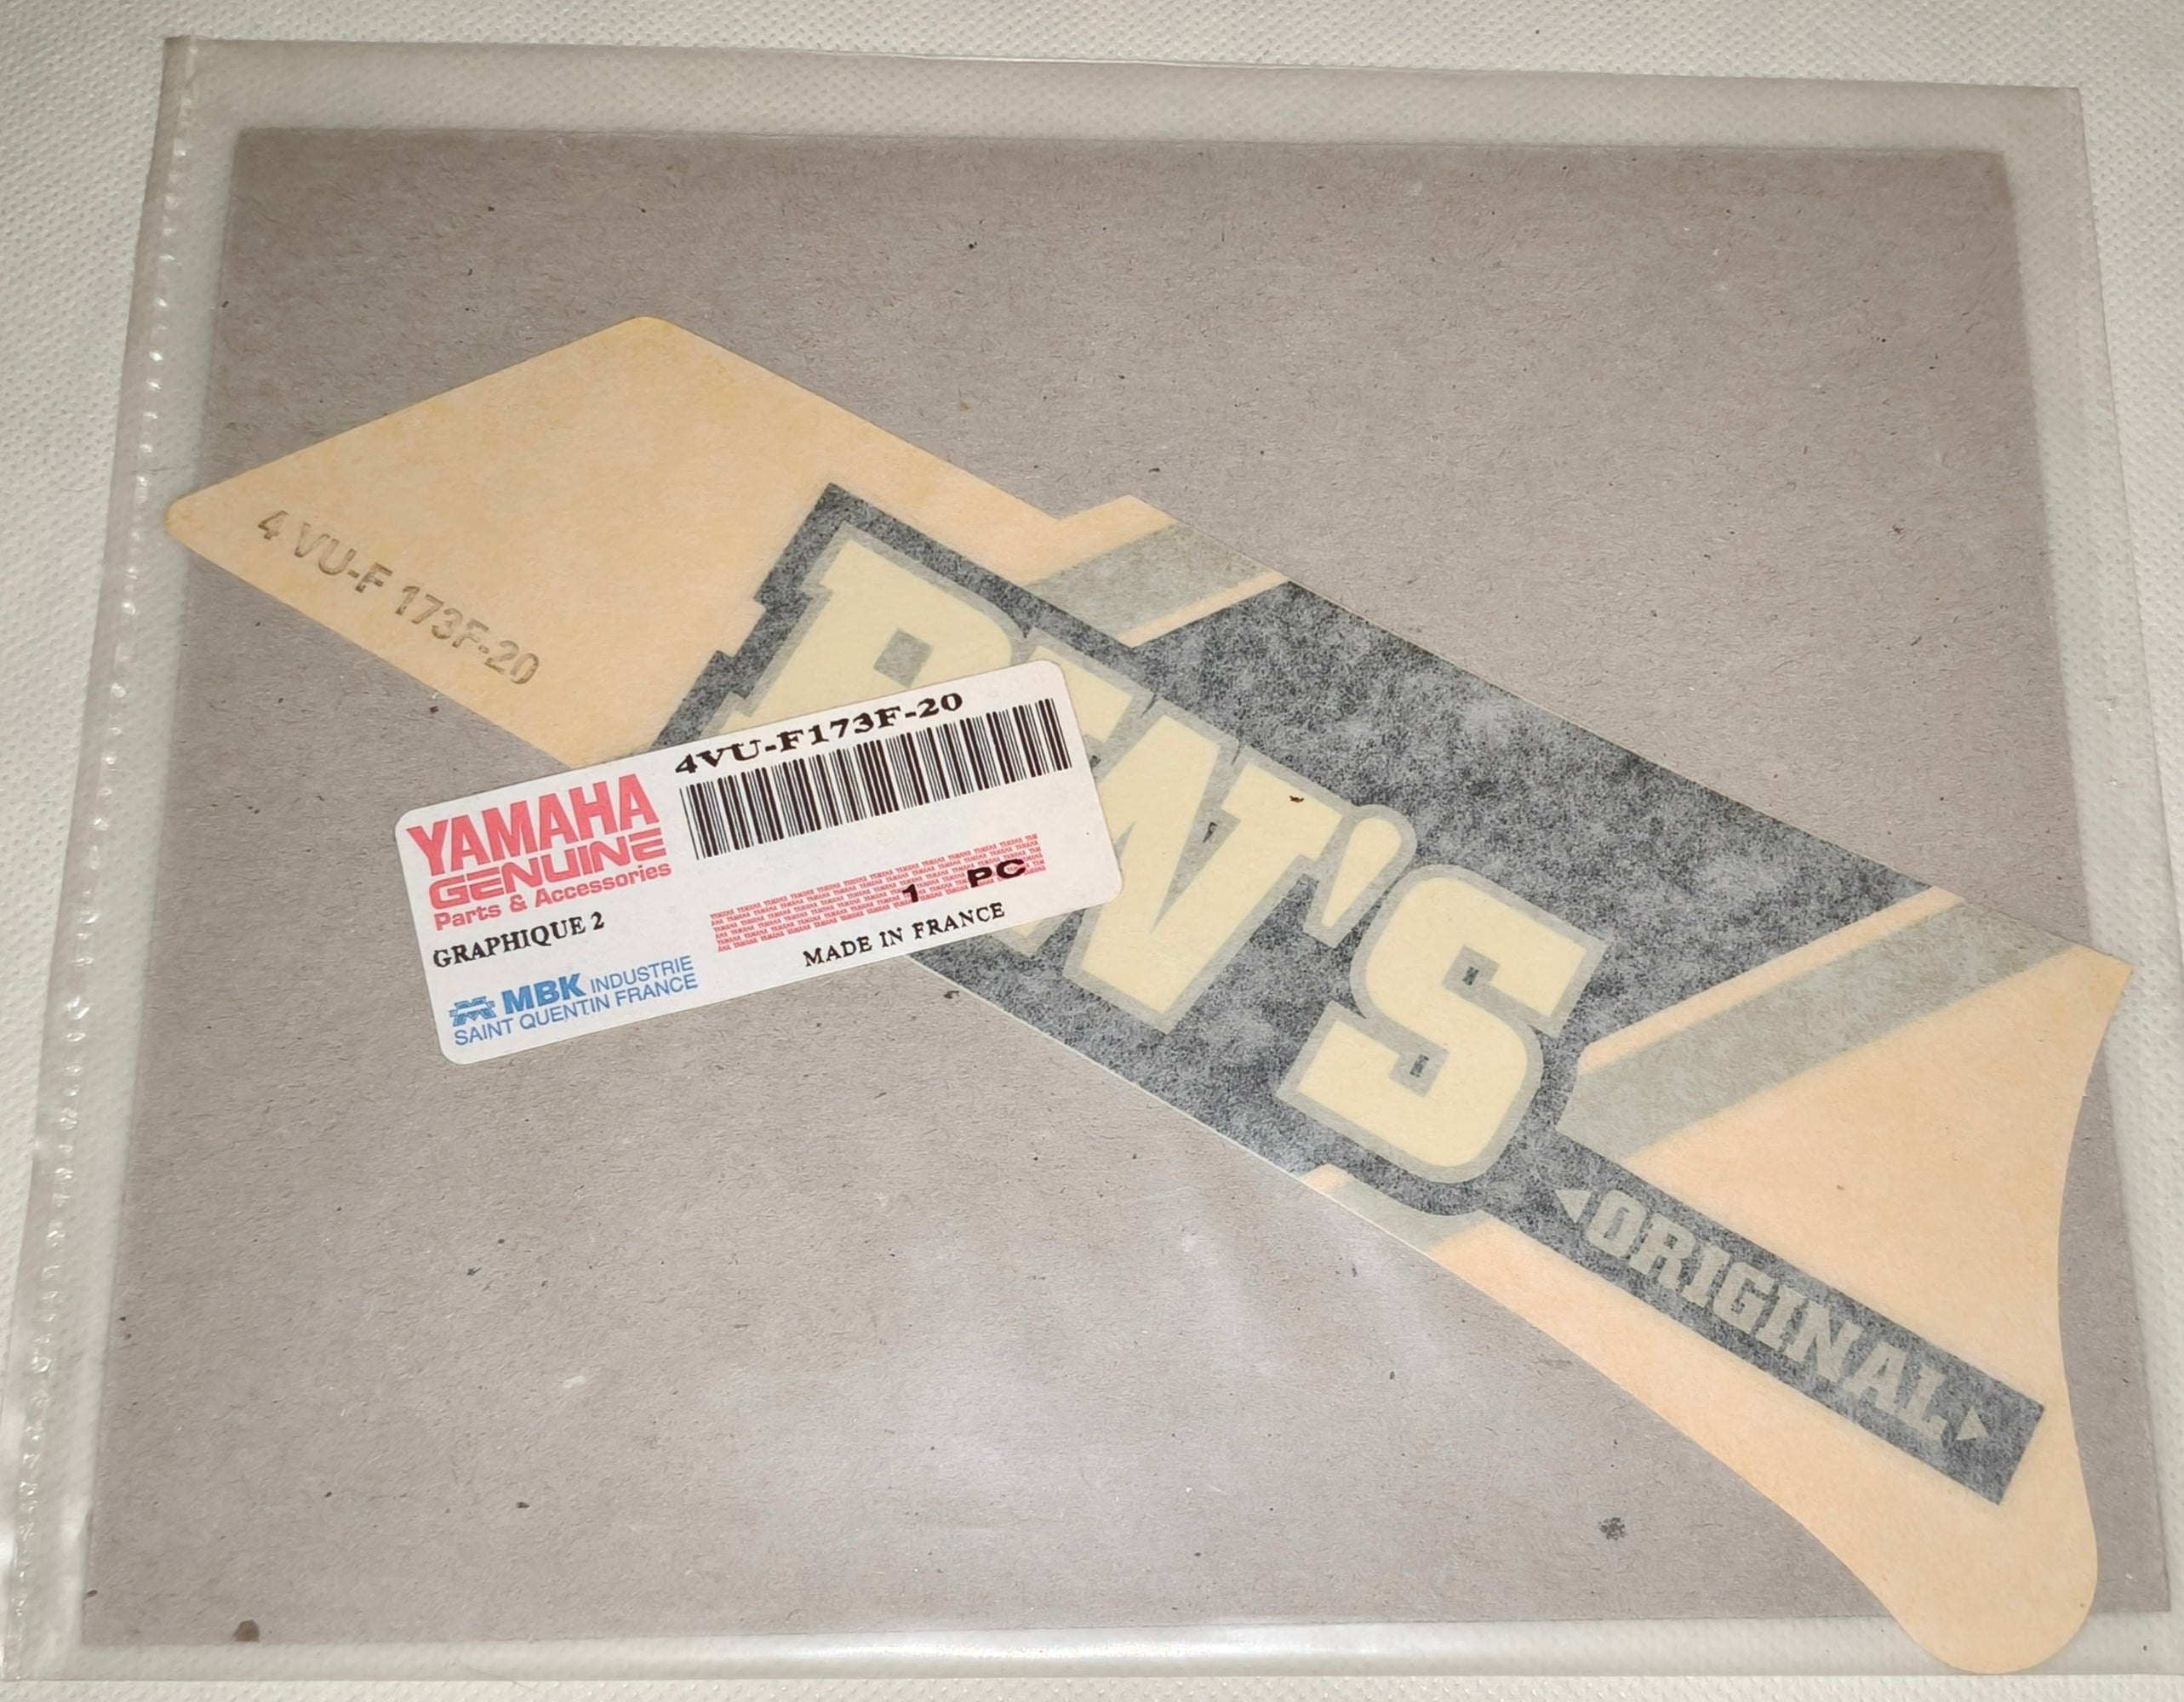 4 VU-F 173F-20
4VU-F173F-20
YAMAHA
GENUINE
Parts & Accessories
1 PC
GRAPHIQUE 2
MADE IN FRANCE
MBK INDUSTRIE
SAINT QUENTIN FRANCE
BW'S
ORIGINAL